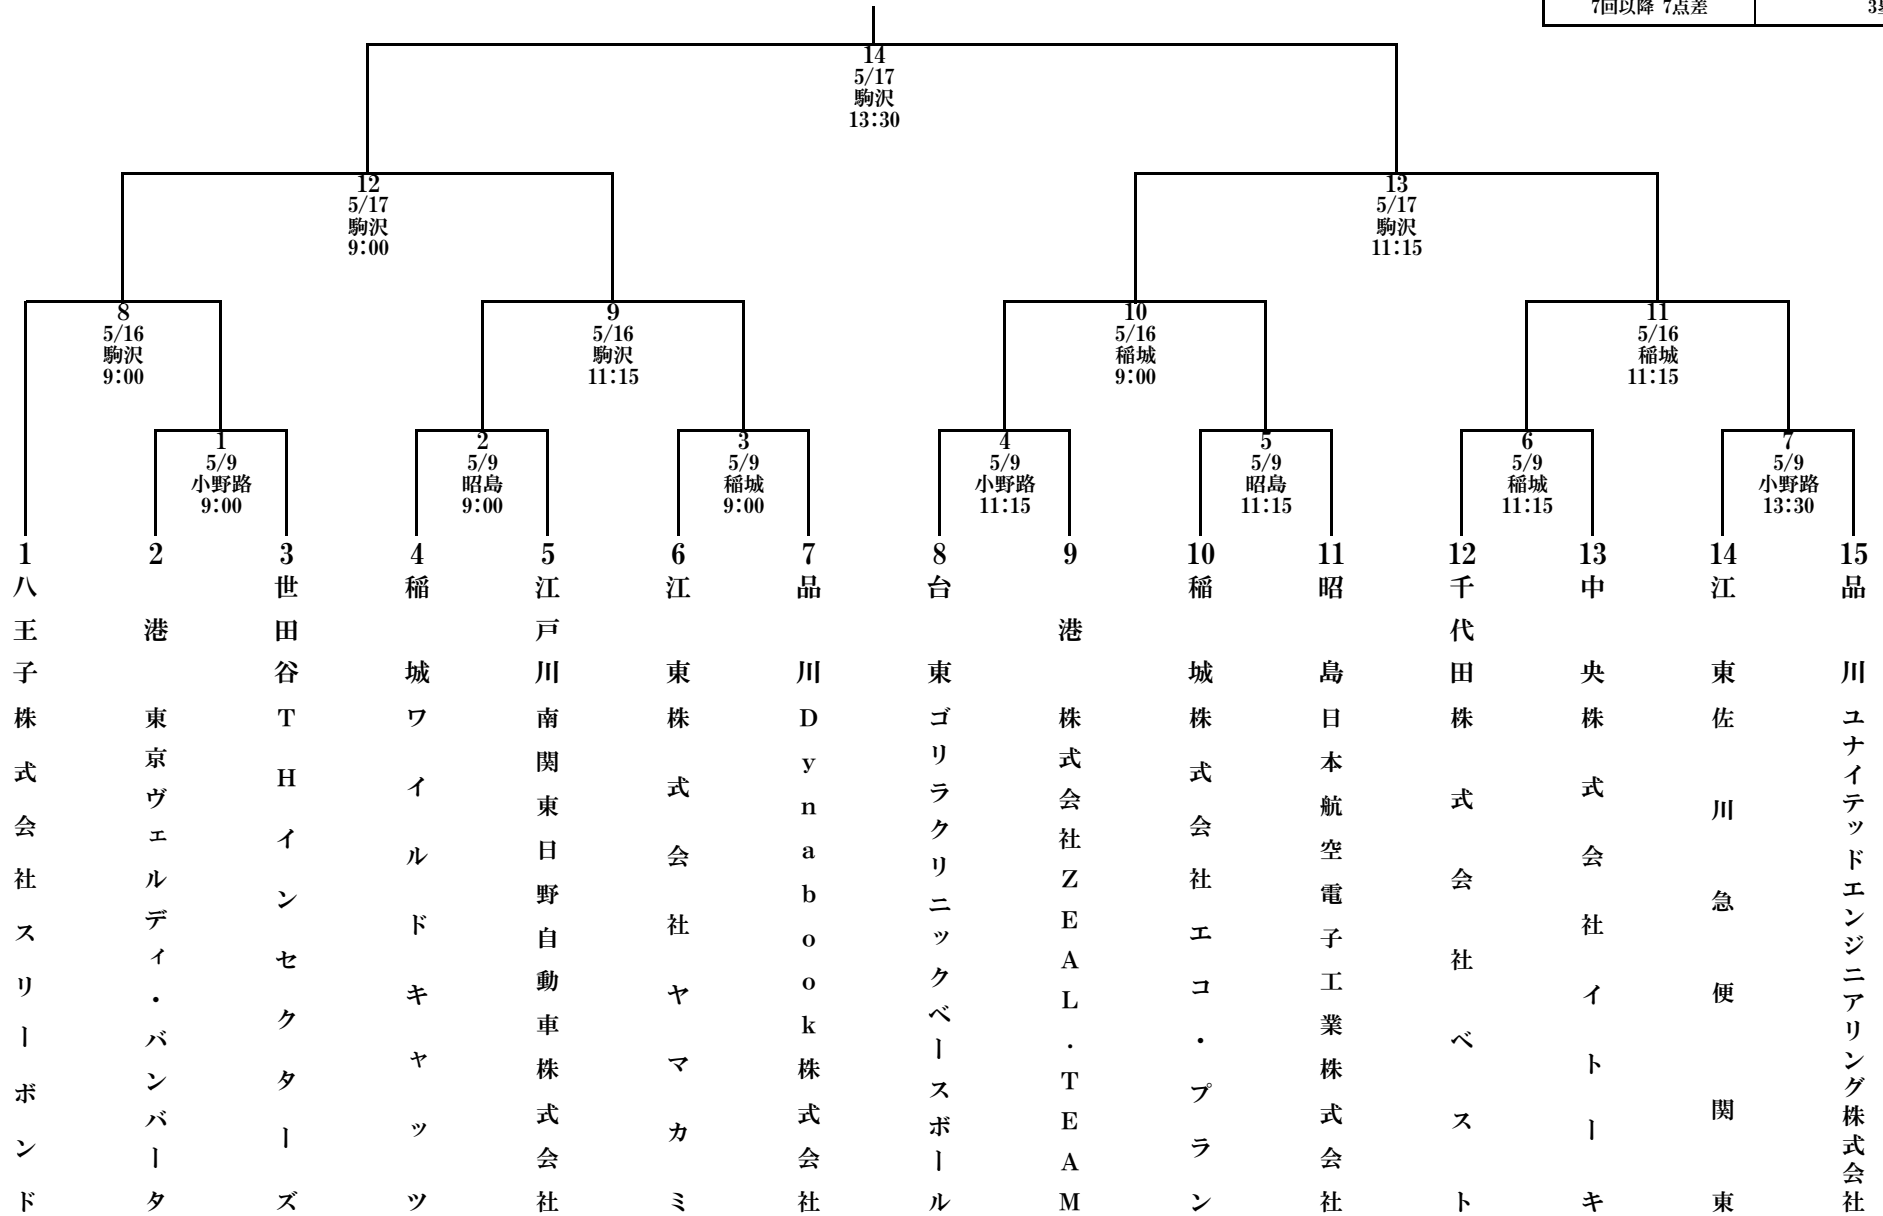 7回以降 7点差
14
5/17
駒沢
13:30
12
5/17
駒沢
9:00
13
5/17
駒沢
11:15
8
5/16
駒沢
9:00
9
5/16
駒沢
11:15
10
5/16
稲城
9:00
11
5/16
稲城
11:15
1
5/9
小野路
9:00
2
5/9
昭島
9:00
3
5/9
稲城
9:00
4
5/9
小野路
11:15
5
5/9
昭島
11:15
6
5/9
稲城
11:15
7
5/9
小野路
13:30
1
八王子
株式会社スリーボンド
2
港
東京ヴェルディ・バンバータ
3
世田谷
THインセクターズ
4
稲城
ワイルドキャッツ
5
江戸川
南関東日野自動車株式会社
6
江東
株式会社ヤマカミ
7
品川
Dynabook株式会社
8
台東
ゴリラクリニックベースボール
9
港
株式会社ZEAL.TEAM
10
稲城
株式会社エコ・プラン
11
昭島
日本航空電子工業株式会社
12
千代田
株式会社ベスト
13
中央
株式会社イトーキ
14
江東
佐川急便関東
15
品川
ユナイテッドエンジニアリング株式会社